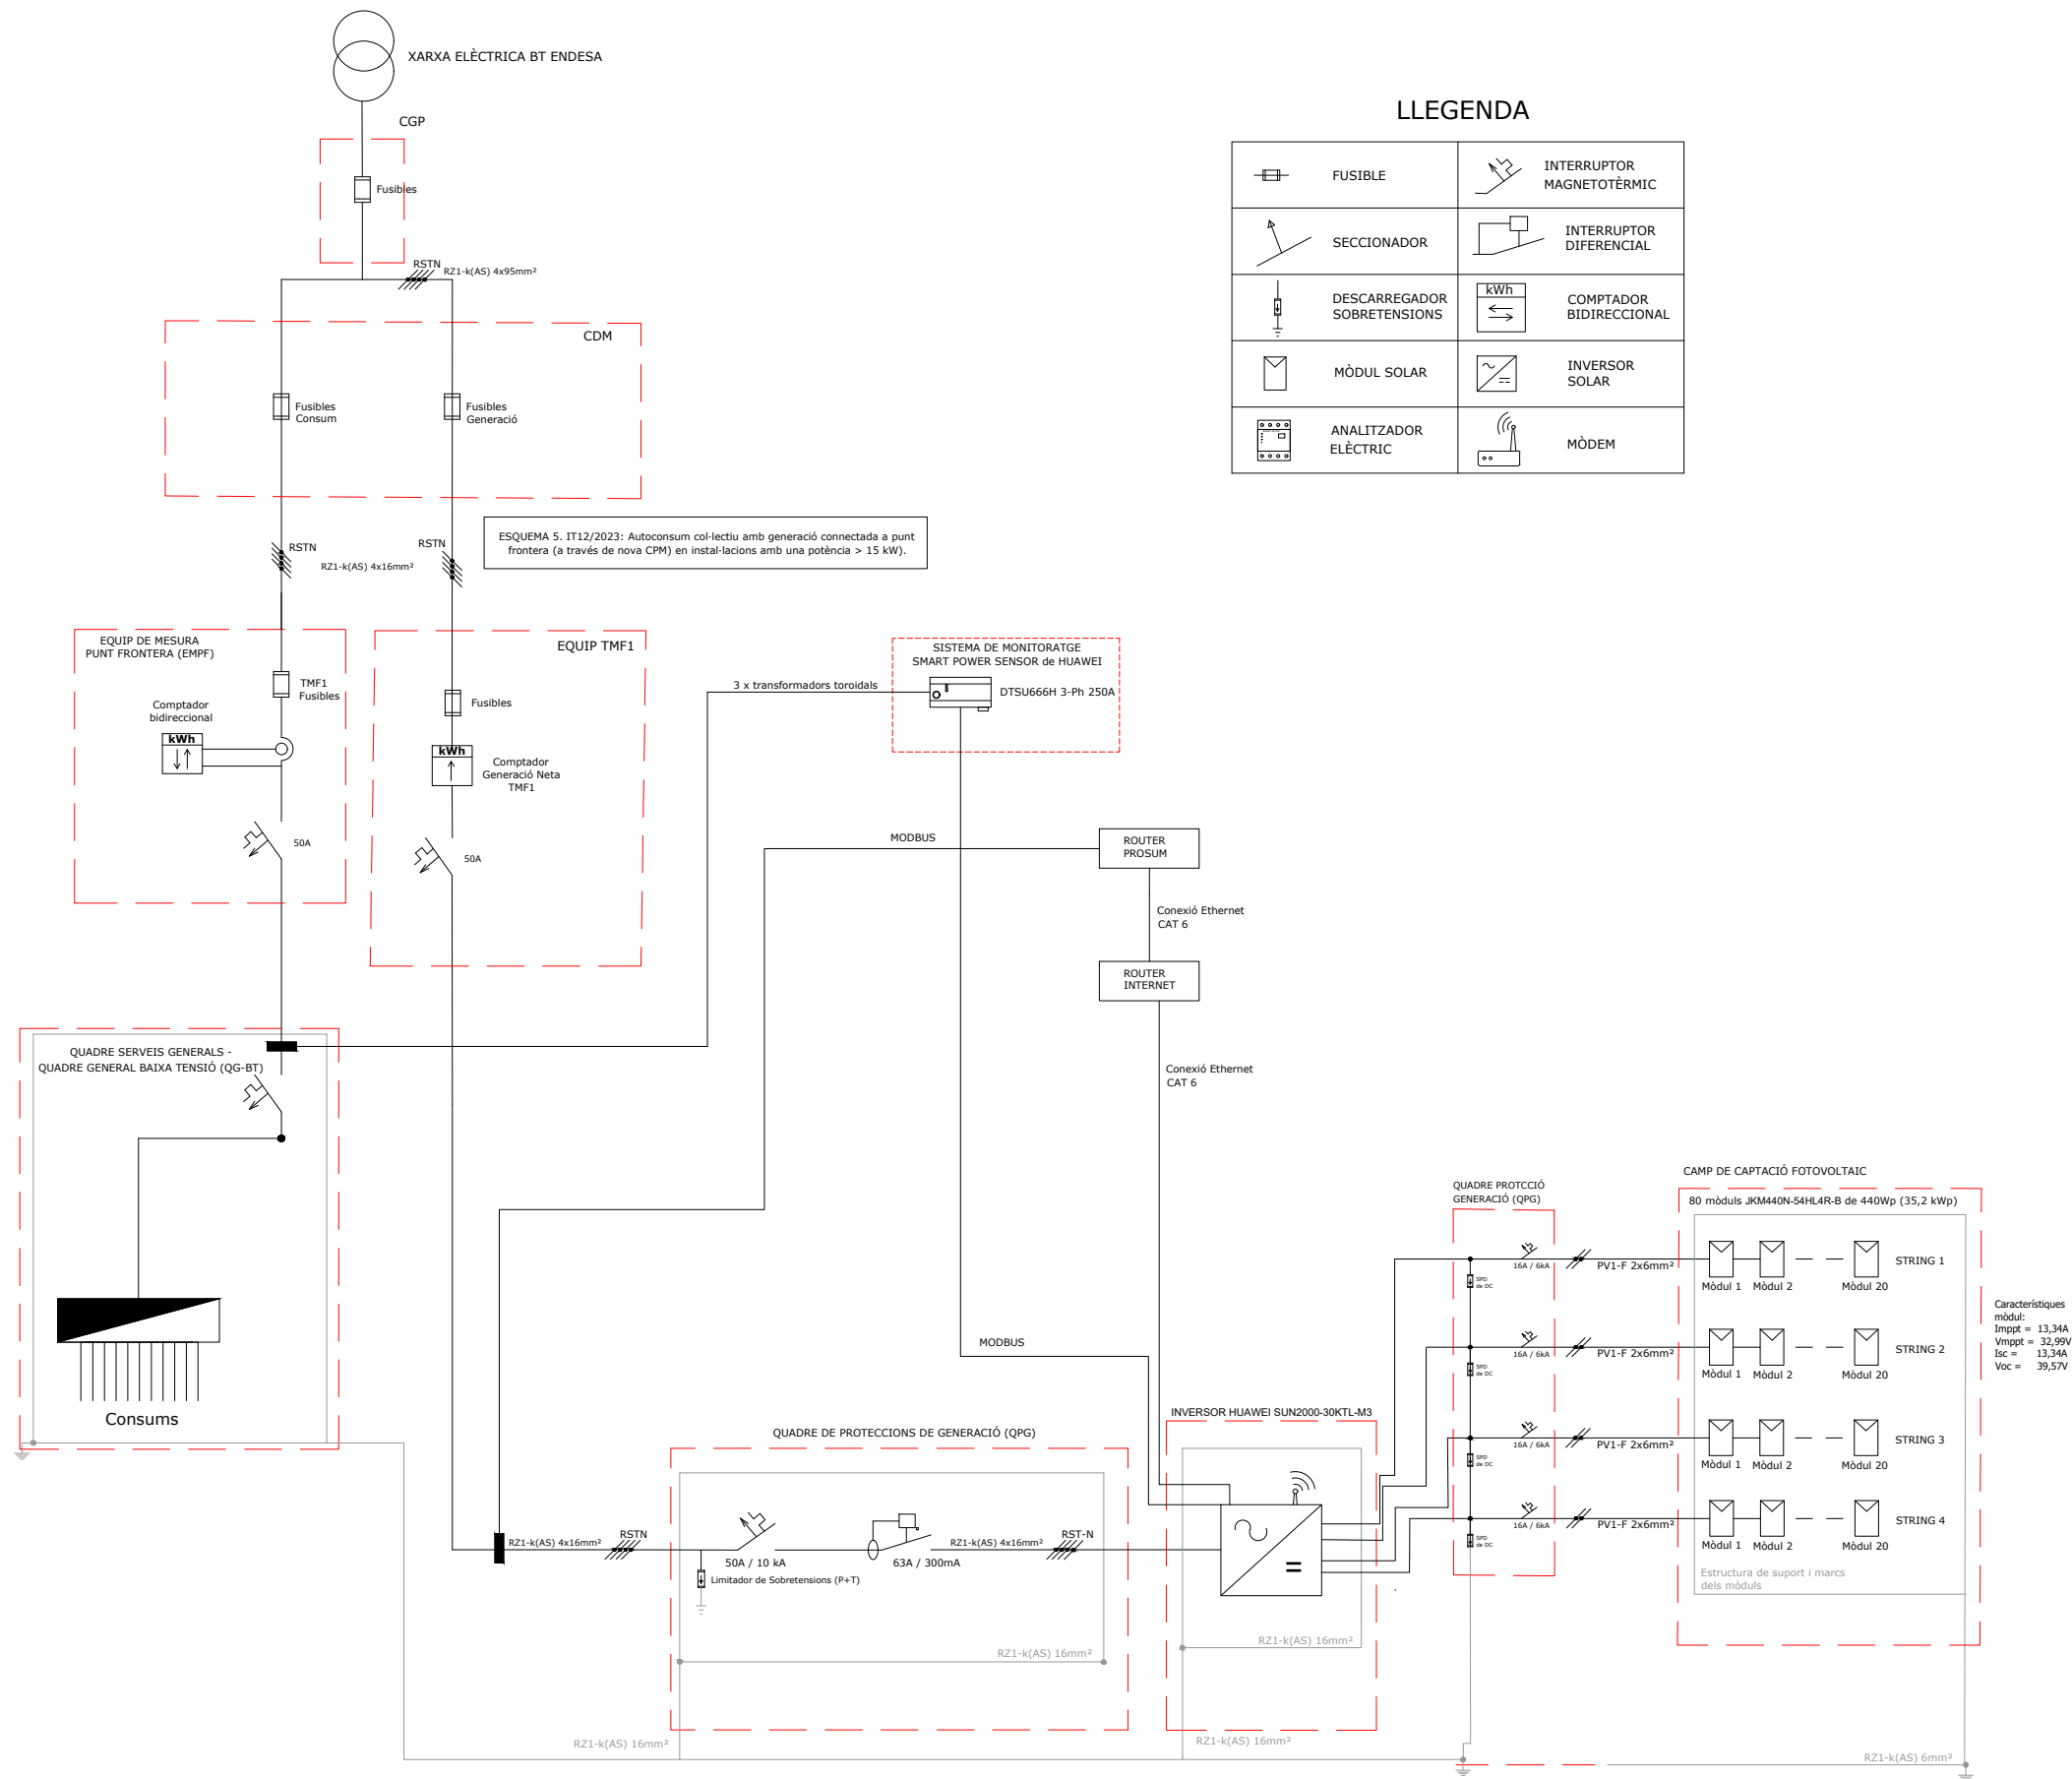 XARXA ELÈCTRICA BT ENDESA
CGP
Fusibles
RSTN
RZ1-k(AS) 4x95mm²
CDM
Fusibles
Consum
Fusibles
Generació
RSTN
RZ1-k(AS) 4x16mm²
RSTN
ESQUEMA 5. IT12/2023: Autoconsum col·lectiu amb generació connectada a punt
frontera (a través de nova CPM) en instal·lacions amb una potència > 15 kW).
LLEGENDA
FUSIBLE
INTERRUPTOR
MAGNETOTÈRMIC
SECCIONADOR
INTERRUPTOR
DIFERENCIAL
DESCARREGADOR
SOBRETENSIONS
kWh
COMPTADOR
BIDIRECCIONAL
MÒDUL SOLAR
INVERSOR
SOLAR
ANALITZADOR
ELÈCTRIC
MÒDEM
EQUIP DE MESURA
PUNT FRONTERA (EMPF)
TMF1
Fusibles
Comptador
bidireccional
kWh
50A
EQUIP TMF1
Fusibles
kWh
Comptador
Generació Neta
TMF1
50A
SISTEMA DE MONITORATGE
SMART POWER SENSOR de HUAWEI
3 x transformadors toroidals
DTSU666H 3-Ph 250A
MODBUS
ROUTER
PROSUM
Conexió Ethernet
CAT 6
ROUTER
INTERNET
Conexió Ethernet
CAT 6
QUADRE SERVEIS GENERALS -
QUADRE GENERAL BAIXA TENSIÓ (QG-BT)
Consums
MODBUS
QUADRE DE PROTECCIONS DE GENERACIÓ (QPG)
RZ1-k(AS) 4x16mm²
RSTN
50A / 10 kA
63A / 300mA
RZ1-k(AS) 4x16mm²
RST-N
Limitador de Sobretensions (P+T)
RZ1-k(AS) 16mm²
INVERSOR HUAWEI SUN2000-30KTL-M3
RZ1-k(AS) 16mm²
QUADRE PROTCCIÓ
GENERACIÓ (QPG)
16A / 6kA
SPD
de DC
16A / 6kA
SPD
de DC
16A / 6kA
SPD
de DC
16A / 6kA
SPD
de DC
PV1-F 2x6mm²
PV1-F 2x6mm²
PV1-F 2x6mm²
PV1-F 2x6mm²
CAMP DE CAPTACIÓ FOTOVOLTAIC
80 mòduls JKM440N-54HL4R-B de 440Wp (35,2 kWp)
Mòdul 1 Mòdul 2 Mòdul 20 STRING 1
Mòdul 1 Mòdul 2 Mòdul 20 STRING 2
Mòdul 1 Mòdul 2 Mòdul 20 STRING 3
Mòdul 1 Mòdul 2 Mòdul 20 STRING 4
Estructura de suport i marcs
dels mòduls
Característiques
mòdul:
Imppt = 13,34A
Vmppt = 32,99V
Isc = 13,34A
Voc = 39,57V
RZ1-k(AS) 16mm²
RZ1-k(AS) 16mm²
RZ1-k(AS) 6mm²